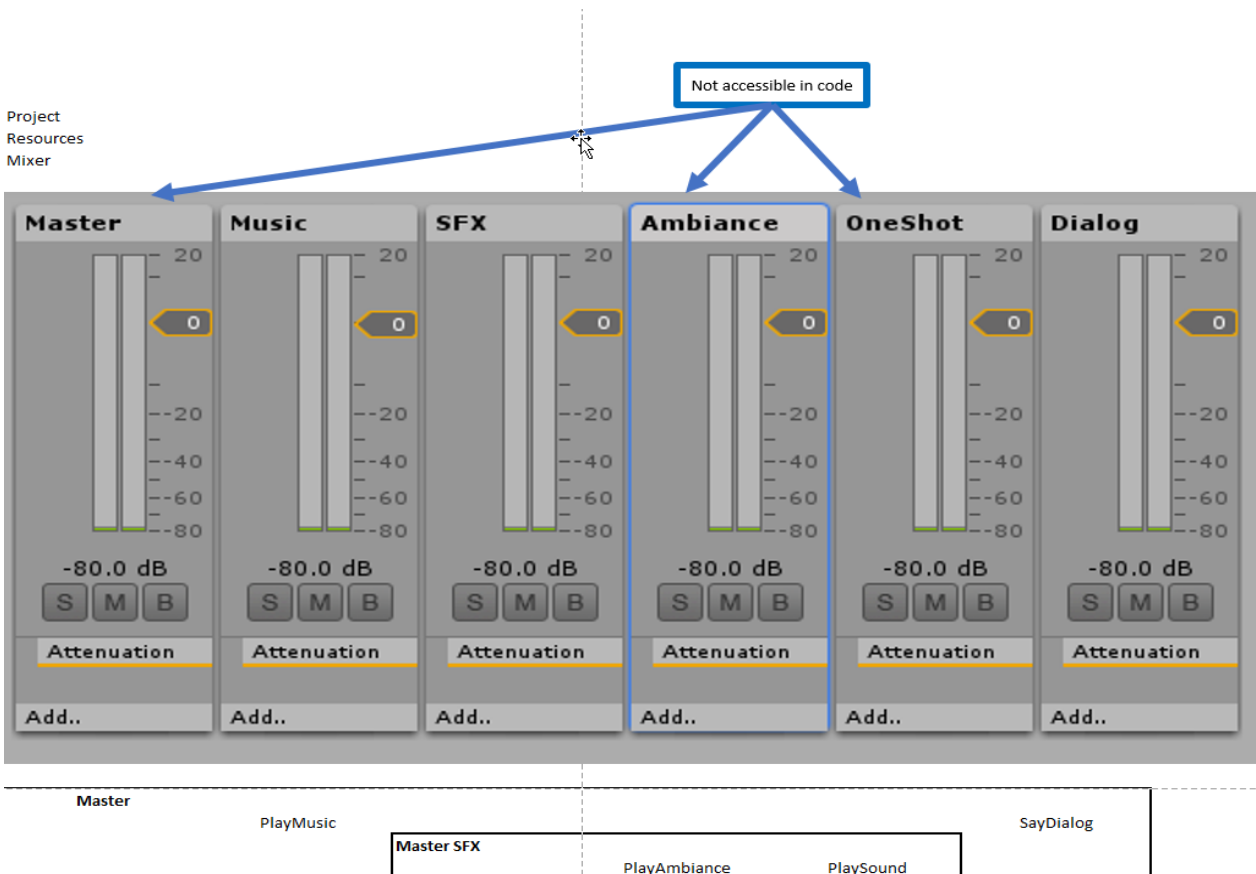 Not accessible in code
Project
Resources
Mixer
Master Music SFX Ambiance OneShot Dialog
20 20 20 20 20 20
0 0 0 0 0 0
-20 -20 -20 -20 -20 -20
-40 -40 -40 -40 -40 -40
-60 -60 -60 -60 -60 -60
-80 -80 -80 -80 -80 -80
-80.0 dB -80.0 dB -80.0 dB -80.0 dB -80.0 dB -80.0 dB
S M B S M B S M B S M B S M B S M B
Attenuation Attenuation Attenuation Attenuation Attenuation Attenuation
Add.. Add.. Add.. Add.. Add.. Add..
Master
PlayMusic SayDialog
Master SFX
PlayAmbiance PlaySound